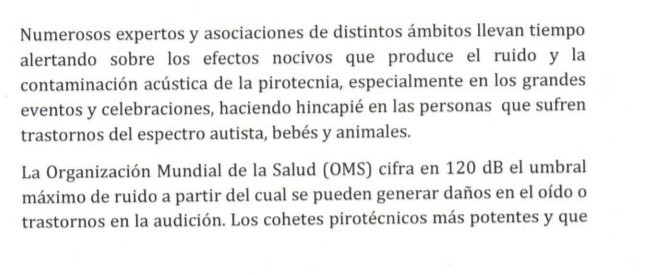 Numerosos expertos y asociaciones de distintos ámbitos llevan tiempo
alertando sobre los efectos nocivos que produce el ruido y la
contaminación acústica de la pirotecnia, especialmente en los grandes
eventos y celebraciones, haciendo hincapié en las personas que sufren
trastornos del espectro autista, bebés y animales.
La Organización Mundial de la Salud (OMS) cifra en 120 dB el umbral
máximo de ruido a partir del cual se pueden generar daños en el oído o
trastornos en la audición. Los cohetes pirotécnicos más potentes y que